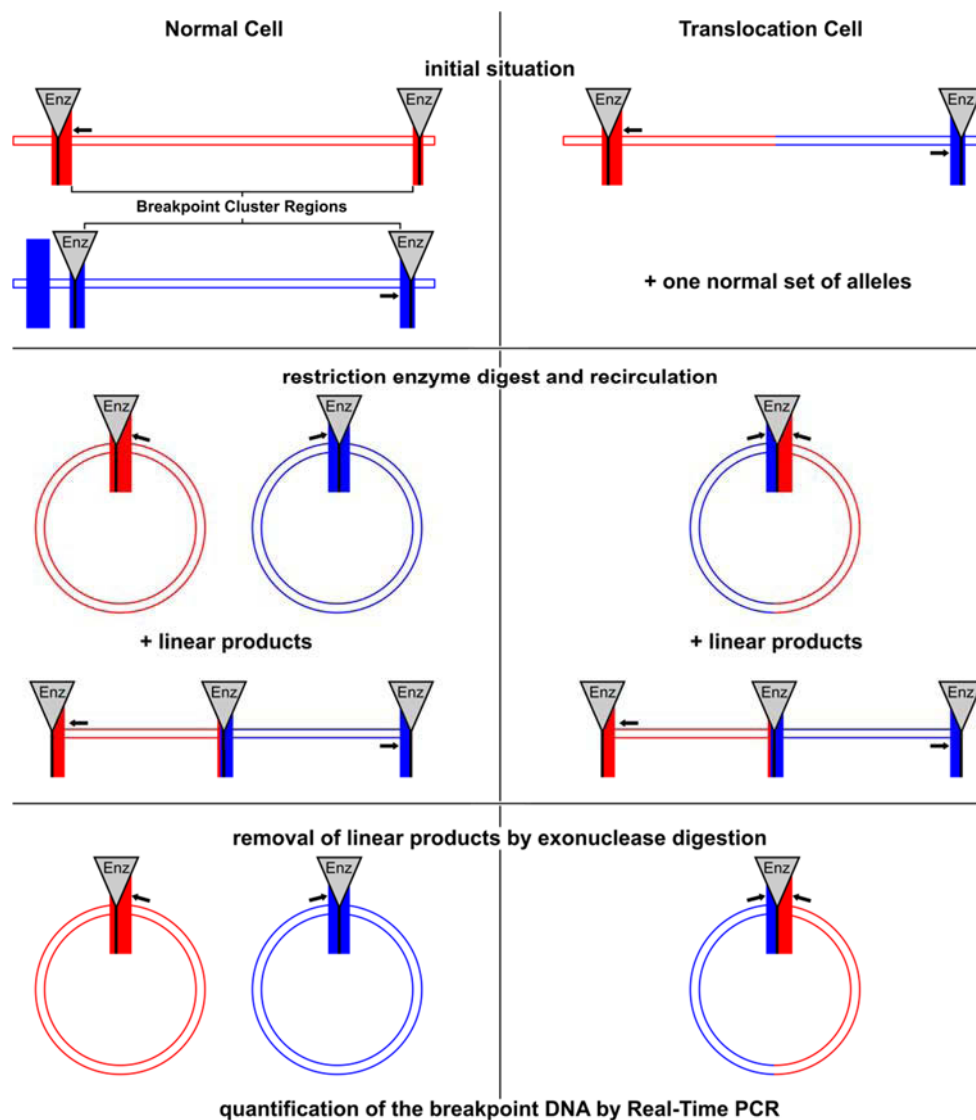 Normal Cell
Translocation Cell
initial situation
Enz
Enz
Enz
Enz
Breakpoint Cluster Regions
Enz
Enz
+ one normal set of alleles
restriction enzyme digest and recirculation
Enz
Enz
Enz
+ linear products
+ linear products
Enz
Enz
Enz
Enz
Enz
Enz
removal of linear products by exonuclease digestion
Enz
Enz
Enz
quantification of the breakpoint DNA by Real-Time PCR